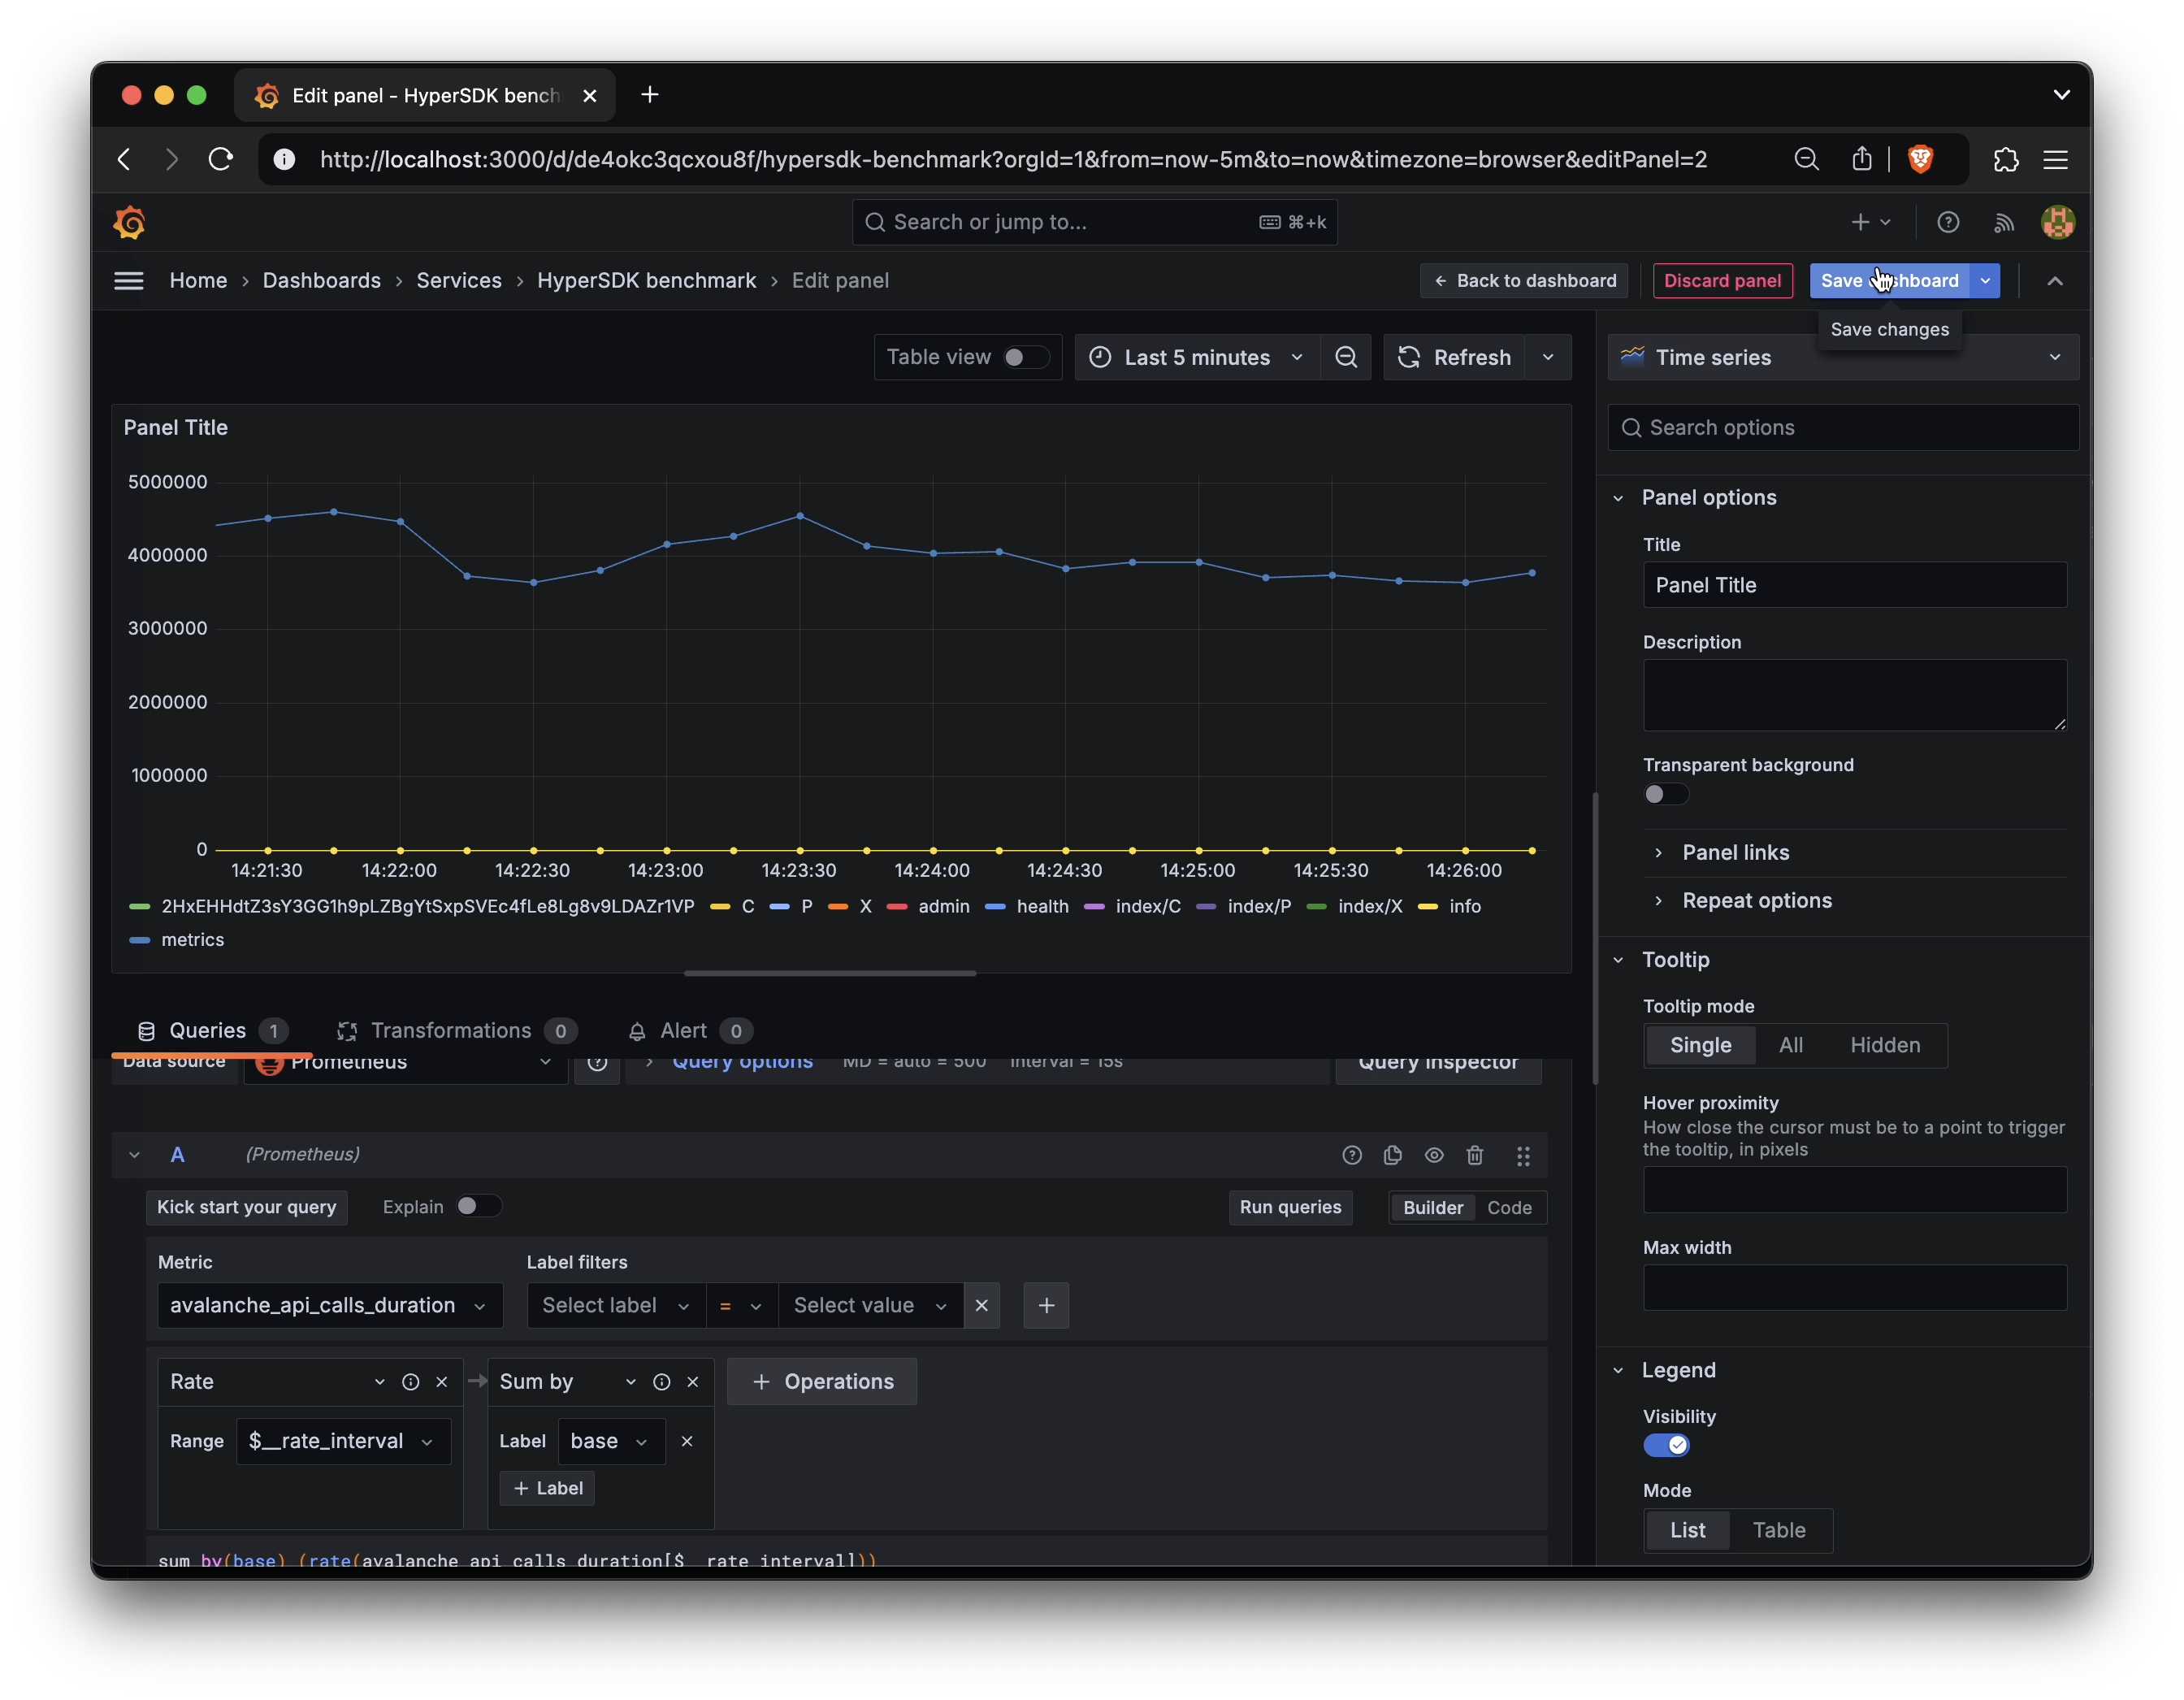 Edit panel - HyperSDK bench
http://localhost:3000/d/de4okc3qcxou8f/hypersdk-benchmark?orgId=1&from=now-5m&to=now&timezone=browser&editPanel=2
Search or jump to... ⌘+k
Home > Dashboards > Services > HyperSDK benchmark > Edit panel
← Back to dashboard
Discard panel
Save shboard
Save changes
Table view
Last 5 minutes
Refresh
Time series
Panel Title
5000000
4000000
3000000
2000000
1000000
0
14:21:30 14:22:00 14:22:30 14:23:00 14:23:30 14:24:00 14:24:30 14:25:00 14:25:30 14:26:00
2HxEHHdtZ3sY3GG1h9pLZBgYtSxpSVEc4fLe8Lg8v9LDAZr1VP C P X admin health index/C index/P index/X info
metrics
Queries 1 Transformations 0 Alert 0
Data source Prometheus > Query options MD = auto = 500 Interval = 15s Query inspector
A (Prometheus)
Kick start your query Explain Run queries Builder Code
Metric Label filters
avalanche_api_calls_duration Select label = Select value
Rate Sum by + Operations
Range $__rate_interval Label base
+ Label
sum by(base) (rate(avalanche_api_calls_duration[$__rate_interval]))
Search options
Panel options
Title
Panel Title
Description
Transparent background
Panel links
Repeat options
Tooltip
Tooltip mode
Single All Hidden
Hover proximity
How close the cursor must be to a point to trigger
the tooltip, in pixels
Max width
Legend
Visibility
Mode
List Table